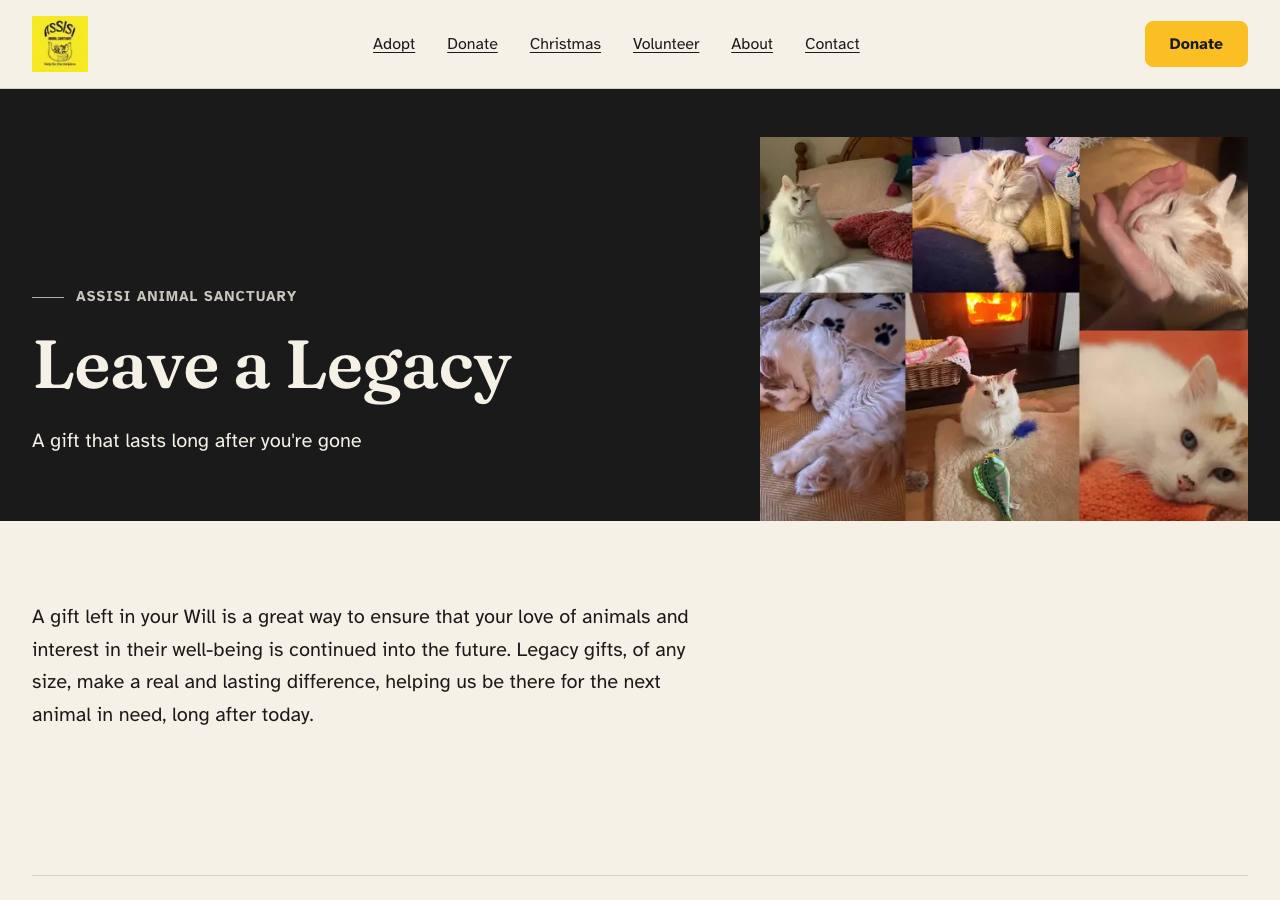 ASSISI
Adopt
Donate
Christmas
Volunteer
About
Contact
Donate
ASSISI ANIMAL SANCTUARY
Leave a Legacy
A gift that lasts long after you're gone
A gift left in your Will is a great way to ensure that your love of animals and
interest in their well-being is continued into the future. Legacy gifts, of any
size, make a real and lasting difference, helping us be there for the next
animal in need, long after today.